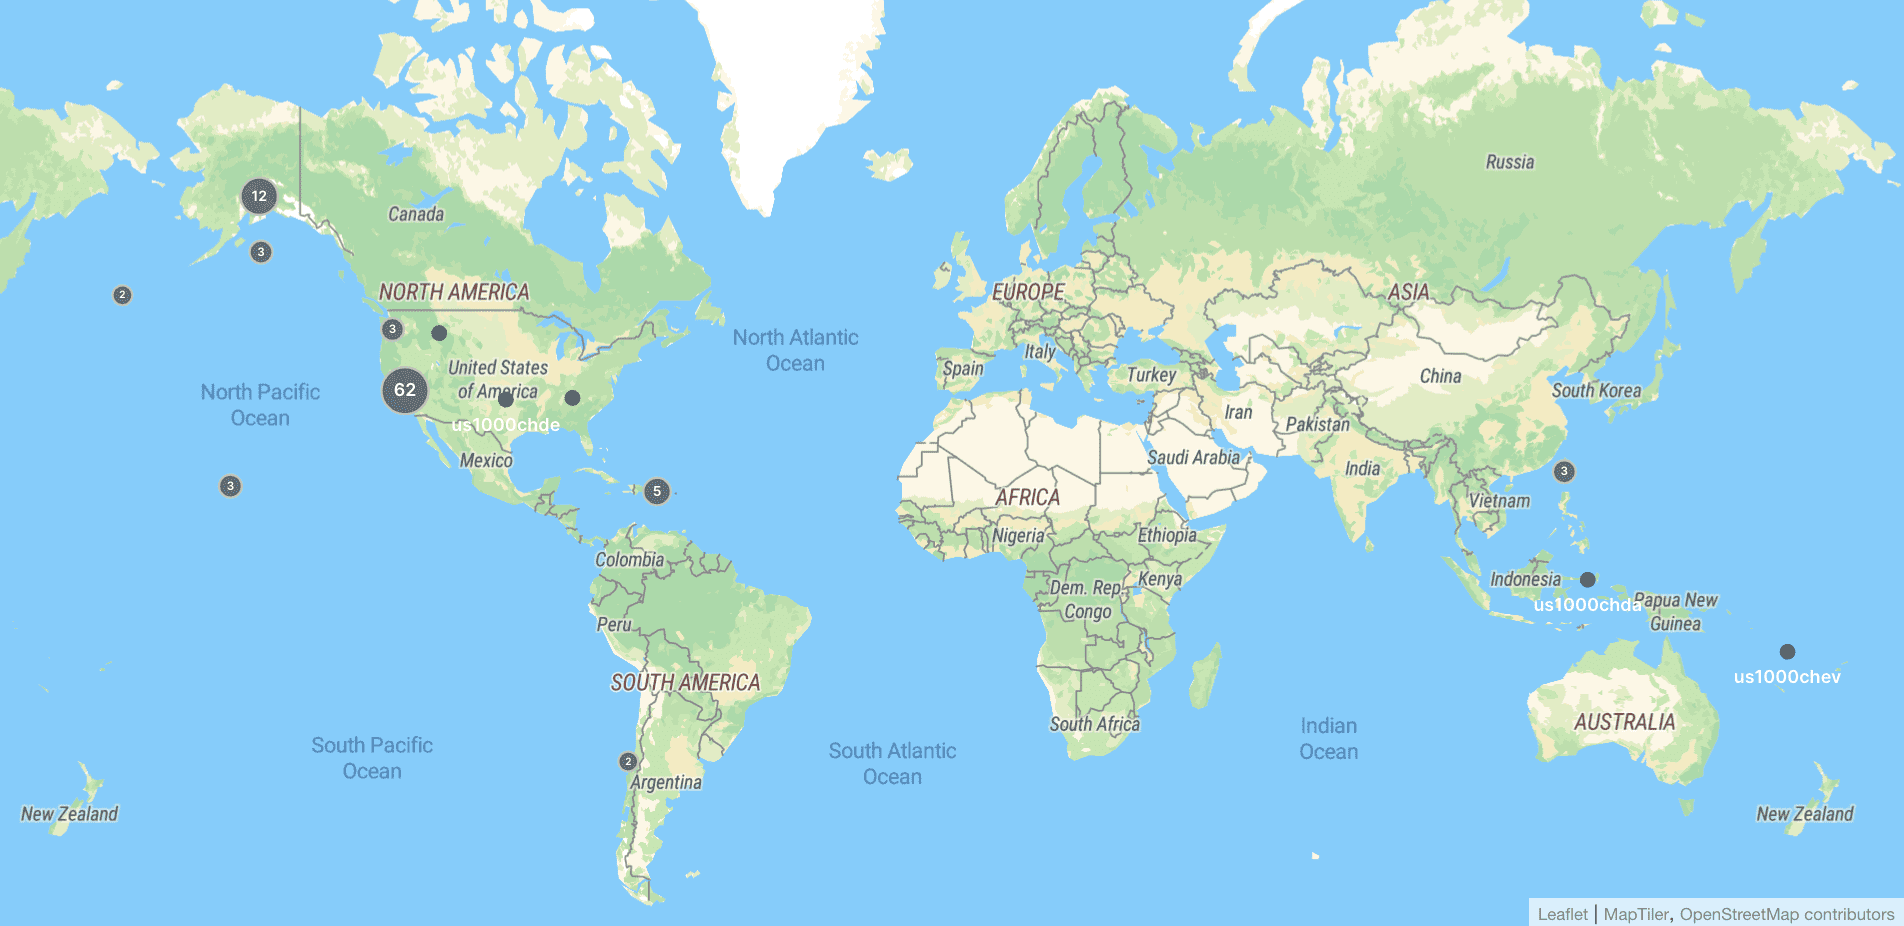 Russia
12
Canada
3
NORTH AMERICA
EUROPE
ASIA
2
3
North Atlantic
Ocean
Italy
Spain
Turkey
China
South Korea
United States
of America
62
North Pacific
Ocean
Iran
Pakistan
us1000chde
Mexico
Saudi Arabia
India
3
3
5
AFRICA
Vietnam
Nigeria
Ethiopia
Colombia
Kenya
Indonesia
Dem. Rep.
Congo
us1000chda
Papua New
Guinea
Peru
us1000chev
SOUTH AMERICA
South Africa
AUSTRALIA
Indian
Ocean
South Pacific
Ocean
South Atlantic
Ocean
2
Argentina
New Zealand
New Zealand
Leaflet | MapTiler, OpenStreetMap contributors